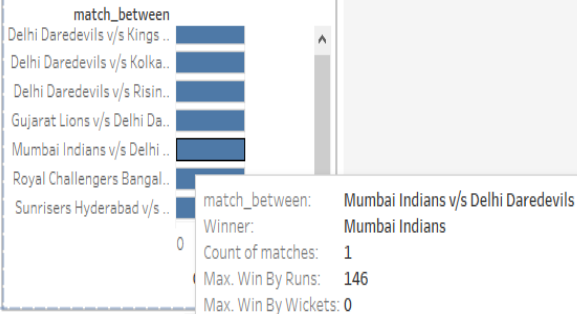 match_between
Delhi Daredevils v/s Kings ..
Delhi Daredevils v/s Kolka..
Delhi Daredevils v/s Risin..
Gujarat Lions v/s Delhi Da..
Mumbai Indians v/s Delhi ..
Royal Challengers Bangal..
Sunrisers Hyderabad v/s ..
0
match_between: Mumbai Indians v/s Delhi Daredevils
Winner: Mumbai Indians
Count of matches: 1
Max. Win By Runs: 146
Max. Win By Wickets: 0